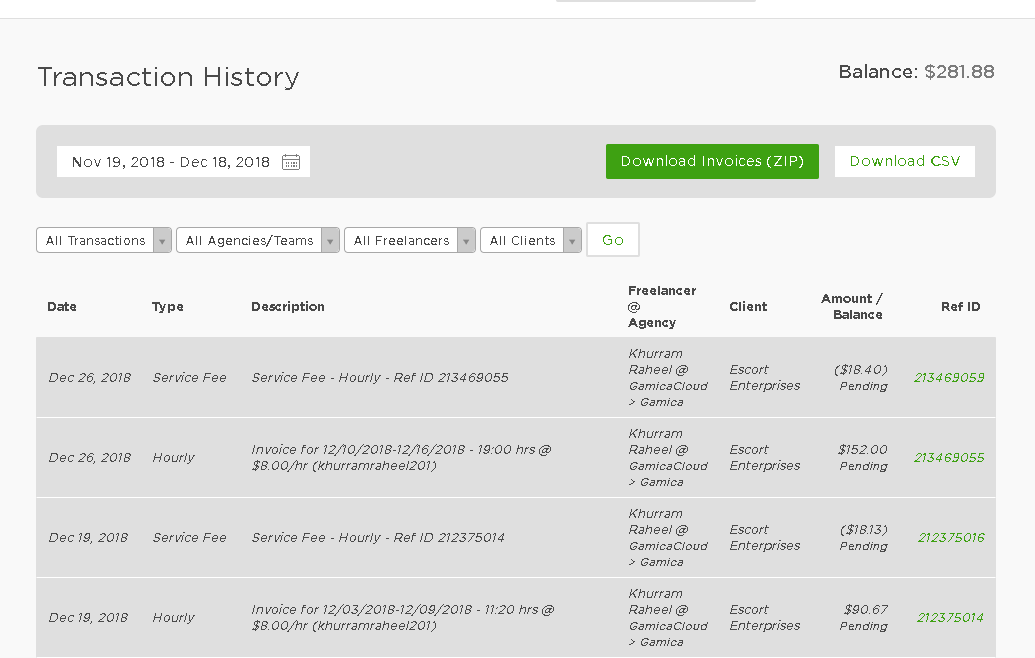 Transaction History
Balance: $281.88
Nov 19, 2018 - Dec 18, 2018
Download Invoices (ZIP)
Download CSV
All Transactions
All Agencies/Teams
All Freelancers
All Clients
Go
Date
Type
Description
Freelancer
@
Agency
Client
Amount /
Balance
Ref ID
Dec 26, 2018
Service Fee
Service Fee - Hourly - Ref ID 213469055
Khurram
Raheel @
GamicaCloud
> Gamica
Escort
Enterprises
($18.40)
Pending
213469059
Dec 26, 2018
Hourly
Invoice for 12/10/2018-12/16/2018 - 19:00 hrs @
$8.00/hr (khurramraheel201)
Khurram
Raheel @
GamicaCloud
> Gamica
Escort
Enterprises
$152.00
Pending
213469055
Dec 19, 2018
Service Fee
Service Fee - Hourly - Ref ID 212375014
Khurram
Raheel @
GamicaCloud
> Gamica
Escort
Enterprises
($18.13)
Pending
212375016
Dec 19, 2018
Hourly
Invoice for 12/03/2018-12/09/2018 - 11:20 hrs @
$8.00/hr (khurramraheel201)
Khurram
Raheel @
GamicaCloud
> Gamica
Escort
Enterprises
$90.67
Pending
212375014